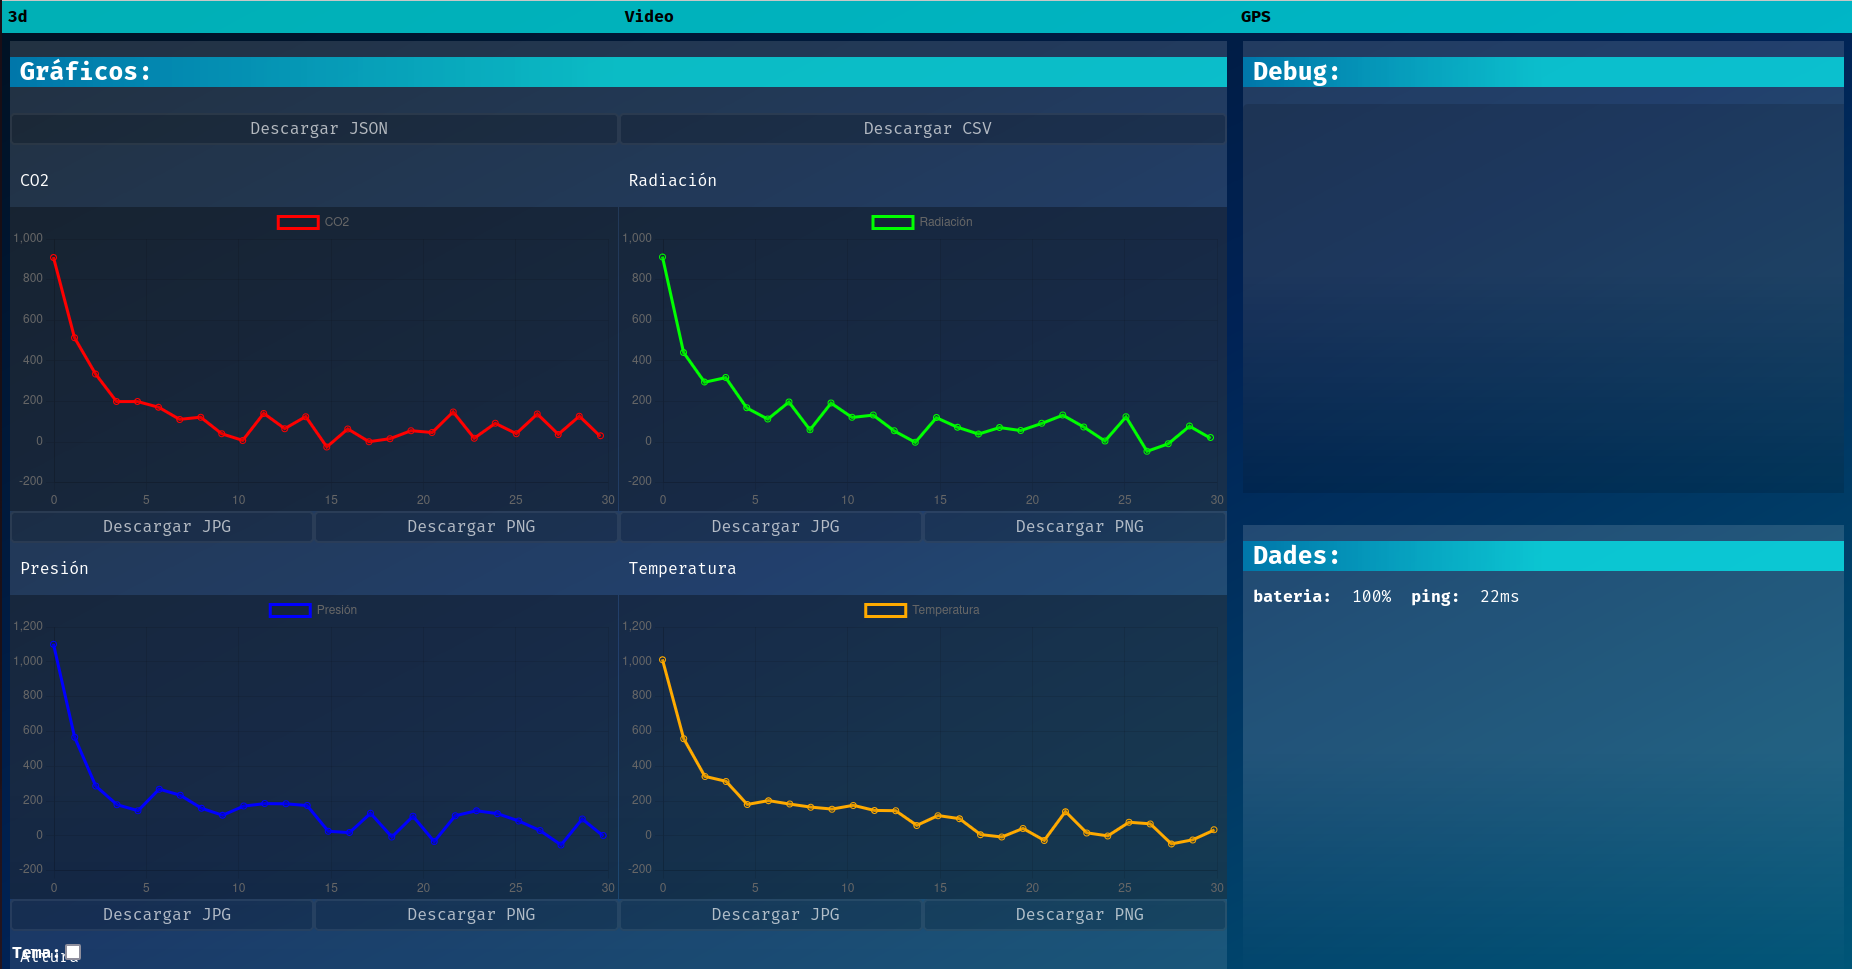 3d Video GPS
Gráficos:
Descargar JSON Descargar CSV
CO2 Radiación
CO2
1,000
800
600
400
200
0
-200
0 5 10 15 20 25 30
Descargar JPG Descargar PNG
Radiación
1,000
800
600
400
200
0
-200
0 5 10 15 20 25 30
Descargar JPG Descargar PNG
Presión Temperatura
Presión
1,200
1,000
800
600
400
200
0
-200
0 5 10 15 20 25 30
Descargar JPG Descargar PNG
Temperatura
1,200
1,000
800
600
400
200
0
-200
0 5 10 15 20 25 30
Descargar JPG Descargar PNG
Tema:
Altura
Debug:
Dades:
bateria: 100% ping: 22ms